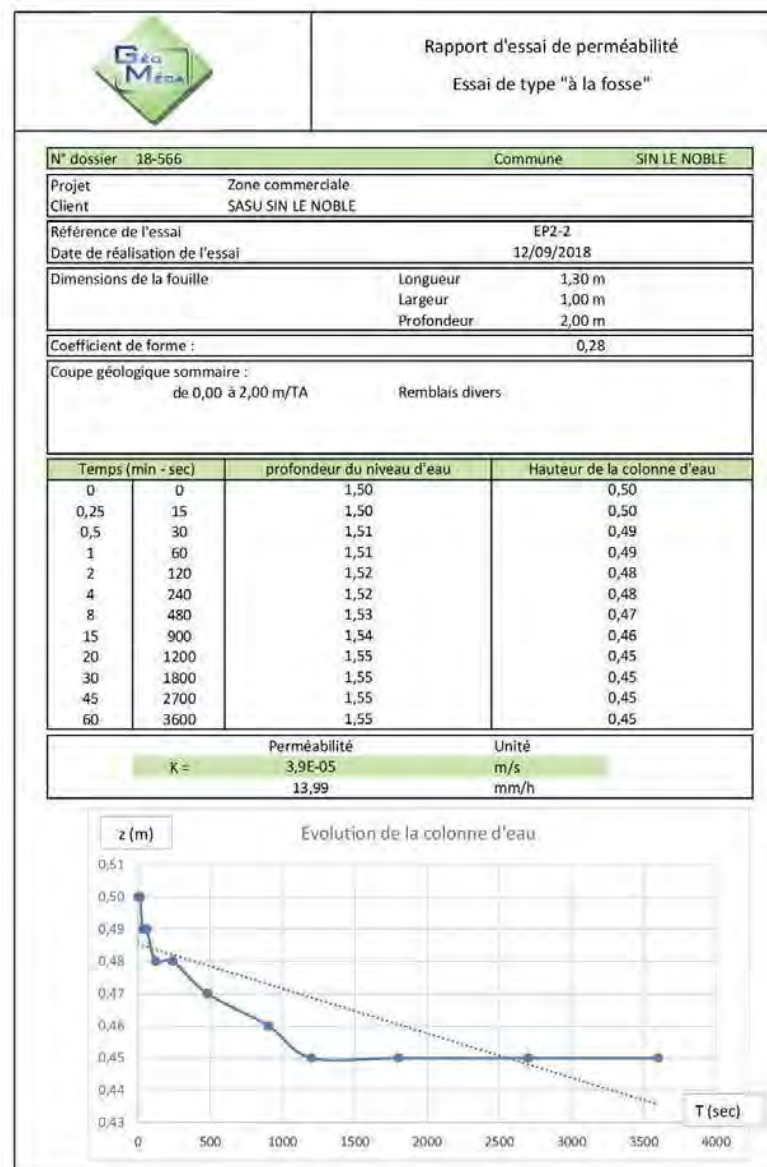 Géo
Méda
Rapport d'essai de perméabilité
Essai de type "à la fosse"
N° dossier 18-566 Commune SIN LE NOBLE
Projet Zone commerciale
Client SASU SIN LE NOBLE
Référence de l'essai EP2-2
Date de réalisation de l'essai 12/09/2018
Dimensions de la fouille Longueur 1,30 m
Largeur 1,00 m
Profondeur 2,00 m
Coefficient de forme : 0,28
Coupe géologique sommaire :
de 0,00 à 2,00 m/TA Remblais divers
Temps (min - sec) profondeur du niveau d'eau Hauteur de la colonne d'eau
0 0 1,50 0,50
0,25 15 1,50 0,50
0,5 30 1,51 0,49
1 60 1,51 0,49
2 120 1,52 0,48
4 240 1,52 0,48
8 480 1,53 0,47
15 900 1,54 0,46
20 1200 1,55 0,45
30 1800 1,55 0,45
45 2700 1,55 0,45
60 3600 1,55 0,45
Perméabilité Unité
K = 3,9E-05 m/s
13,99 mm/h
z (m) Evolution de la colonne d'eau
0,51
0,50
0,49
0,48
0,47
0,46
0,45
0,44
0,43
T (sec)
0 500 1000 1500 2000 2500 3000 3500 4000